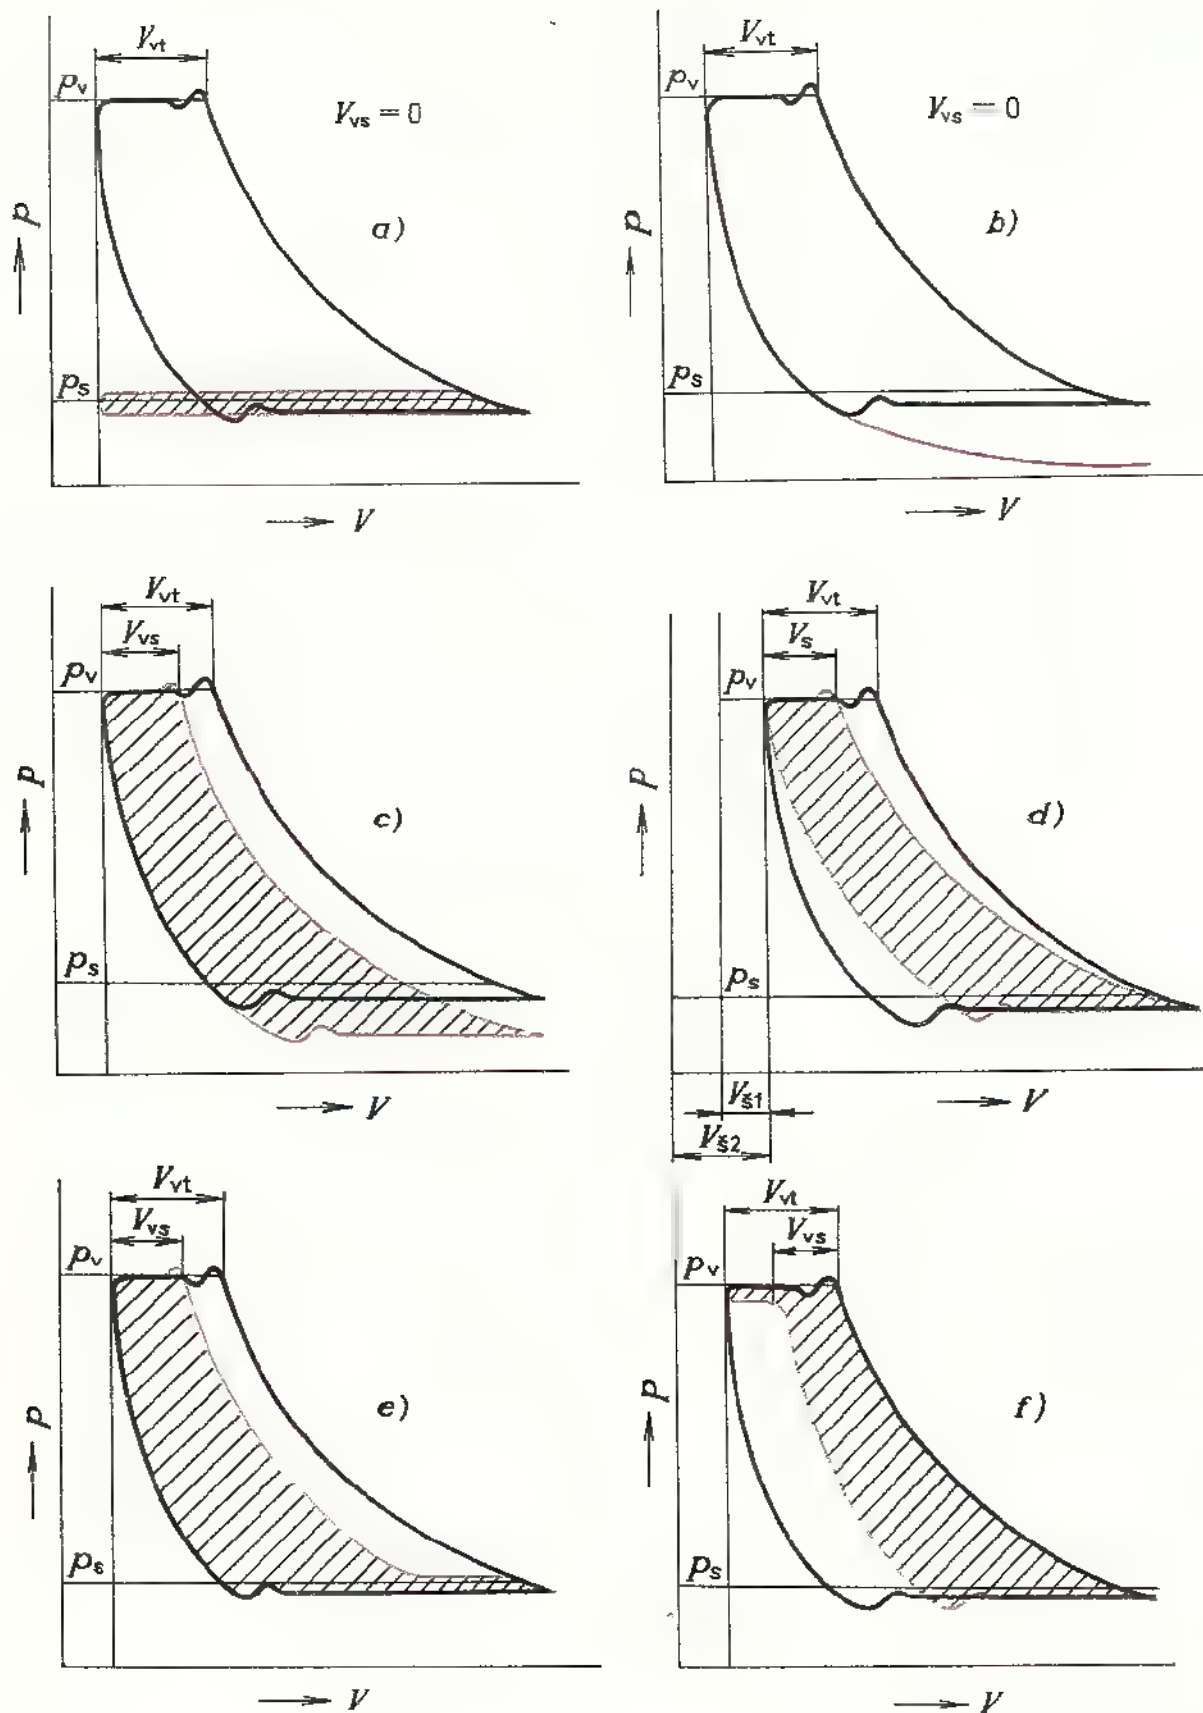 V_vt
p_v
V_vs = 0
p
a)
p_s
V
V_vt
p_v
V_vs = 0
p
b)
p_s
V
V_vt
V_vs
p_v
p
c)
p_s
V
V_vt
V_s
p_v
p
d)
p_s
V_š1
V
V_š2
V_vt
V_vs
p_v
p
e)
p_s
V
V_vt
V_vs
p_v
p
f)
p_s
V